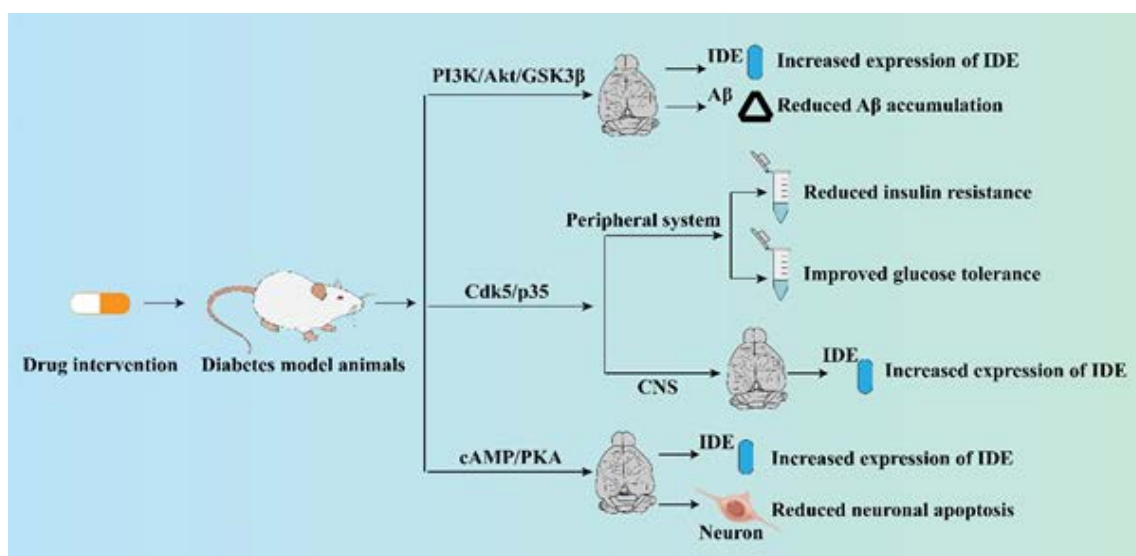 PI3K/Akt/GSK3β
IDE
Increased expression of IDE
Aβ
Reduced Aβ accumulation
Peripheral system
Reduced insulin resistance
Improved glucose tolerance
Cdk5/p35
Drug intervention
Diabetes model animals
CNS
IDE
Increased expression of IDE
cAMP/PKA
IDE
Increased expression of IDE
Reduced neuronal apoptosis
Neuron